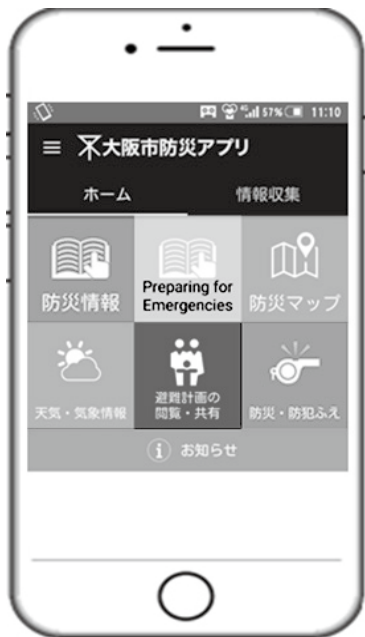 57% 11:10
大阪市防災アプリ
ホーム 情報収集
防災情報
Preparing for
Emergencies
防災マップ
天気・気象情報
避難計画の
閲覧・共有
防災・防犯ふえ
お知らせ